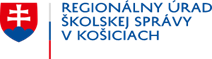 REGIONÁLNY ÚRAD
ŠKOLSKEJ SPRÁVY
V KOŠICIACH